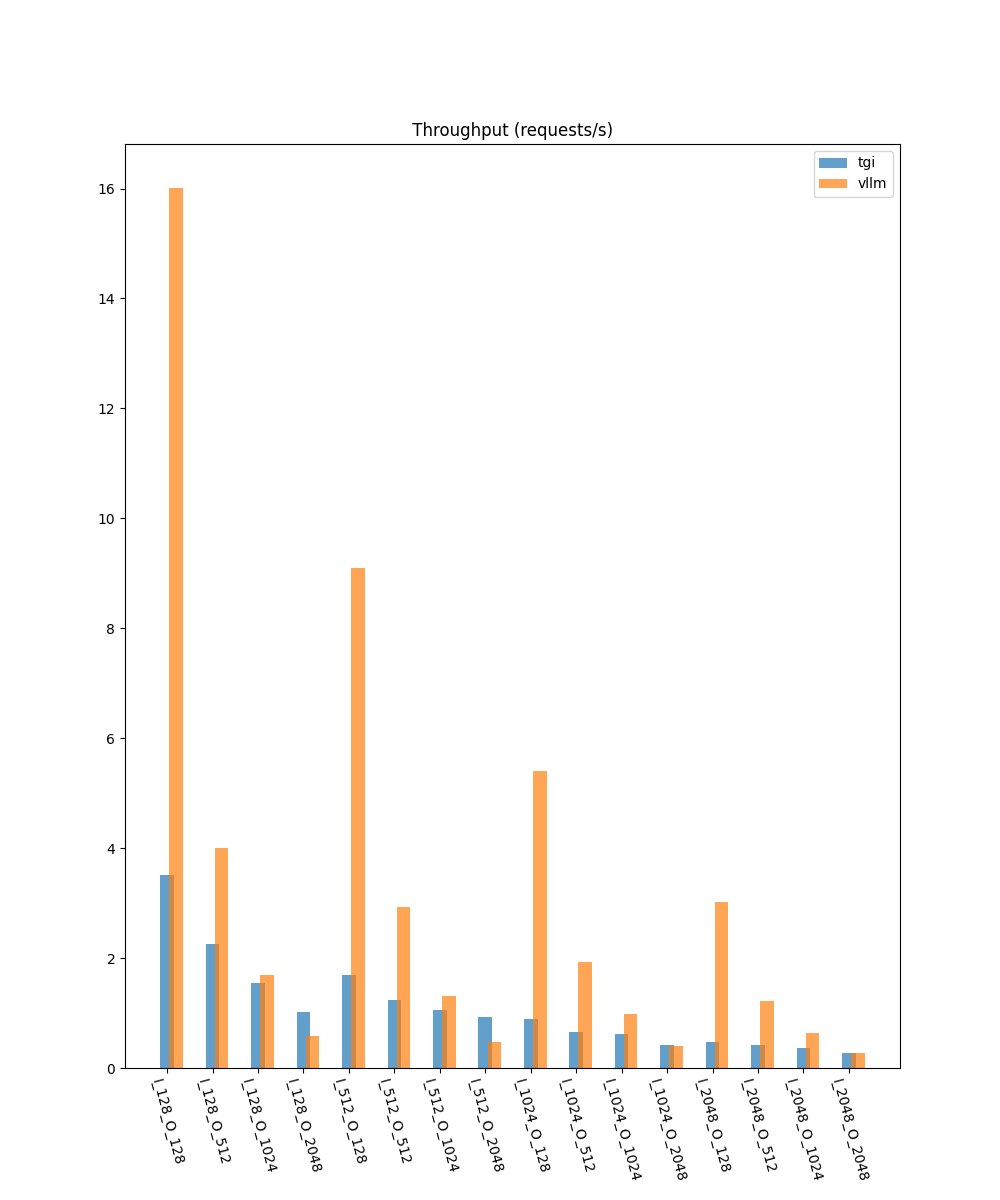 Throughput (requests/s)
tgi
vllm
16
14
12
10
8
6
4
2
0
I_128_O_128
I_128_O_512
I_128_O_1024
I_128_O_2048
I_512_O_128
I_512_O_512
I_512_O_1024
I_512_O_2048
I_1024_O_128
I_1024_O_512
I_1024_O_1024
I_1024_O_2048
I_2048_O_128
I_2048_O_512
I_2048_O_1024
I_2048_O_2048